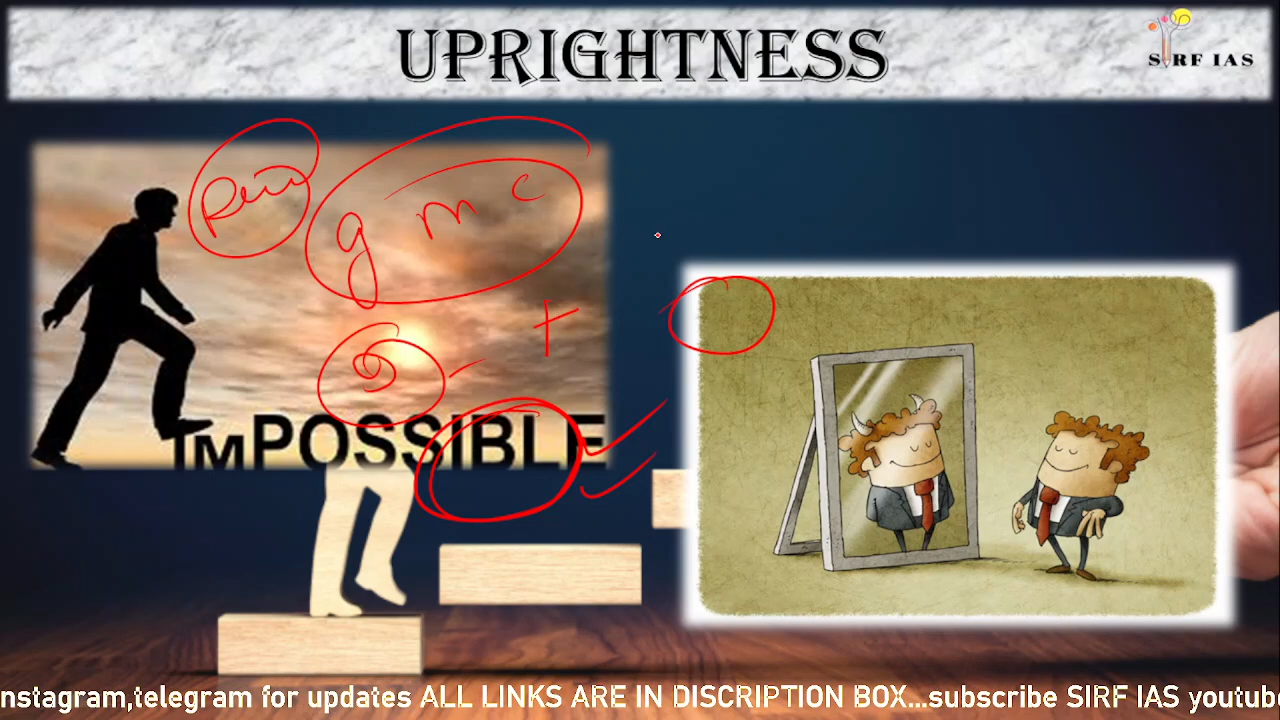 UPRIGHTNESS
SIRF IAS
g m c
IMPOSSIBLE
nstagram,telegram for updates ALL LINKS ARE IN DISCRIPTION BOX...subscribe SIRF IAS youtub